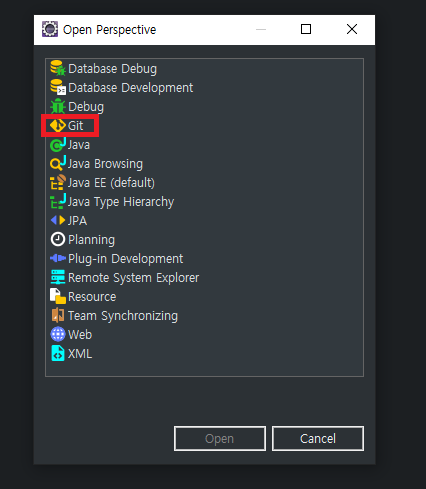 Open Perspective
Database Debug
Database Development
Debug
Git
Java
Java Browsing
Java EE (default)
Java Type Hierarchy
JPA
Planning
Plug-in Development
Remote System Explorer
Resource
Team Synchronizing
Web
XML
Open
Cancel